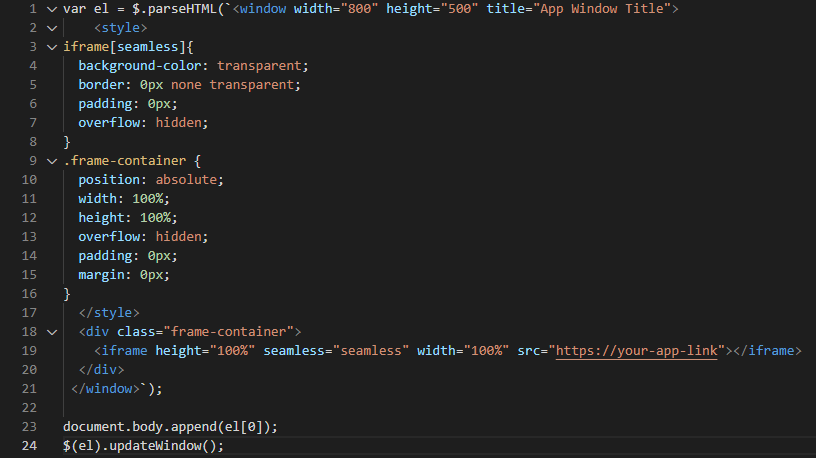 1 var el = $.parseHTML(`<window width="800" height="500" title="App Window Title">
2 <style>
3 iframe[seamless]{
4 background-color: transparent;
5 border: 0px none transparent;
6 padding: 0px;
7 overflow: hidden;
8 }
9 .frame-container {
10 position: absolute;
11 width: 100%;
12 height: 100%;
13 overflow: hidden;
14 padding: 0px;
15 margin: 0px;
16 }
17 </style>
18 <div class="frame-container">
19 <iframe height="100%" seamless="seamless" width="100%" src="https://your-app-link"></iframe>
20 </div>
21 </window>`);
22
23 document.body.append(el[0]);
24 $(el).updateWindow();